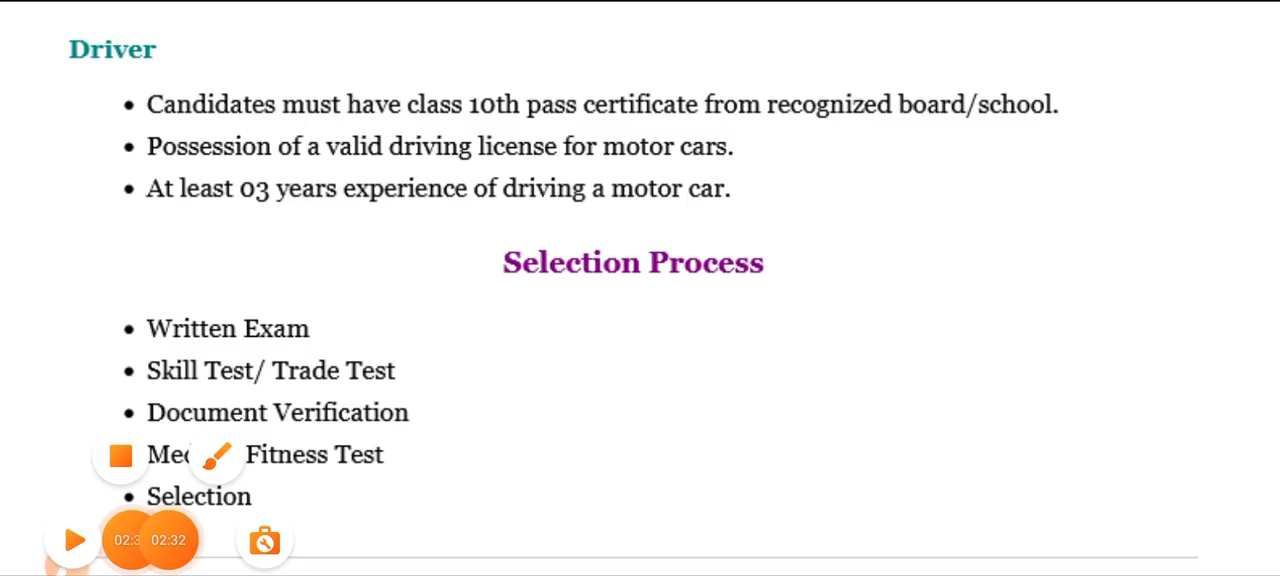 Driver
Candidates must have class 10th pass certificate from recognized board/school.
Possession of a valid driving license for motor cars.
At least 03 years experience of driving a motor car.
Selection Process
Written Exam
Skill Test/ Trade Test
Document Verification
Fitness Test
Selection
02:32